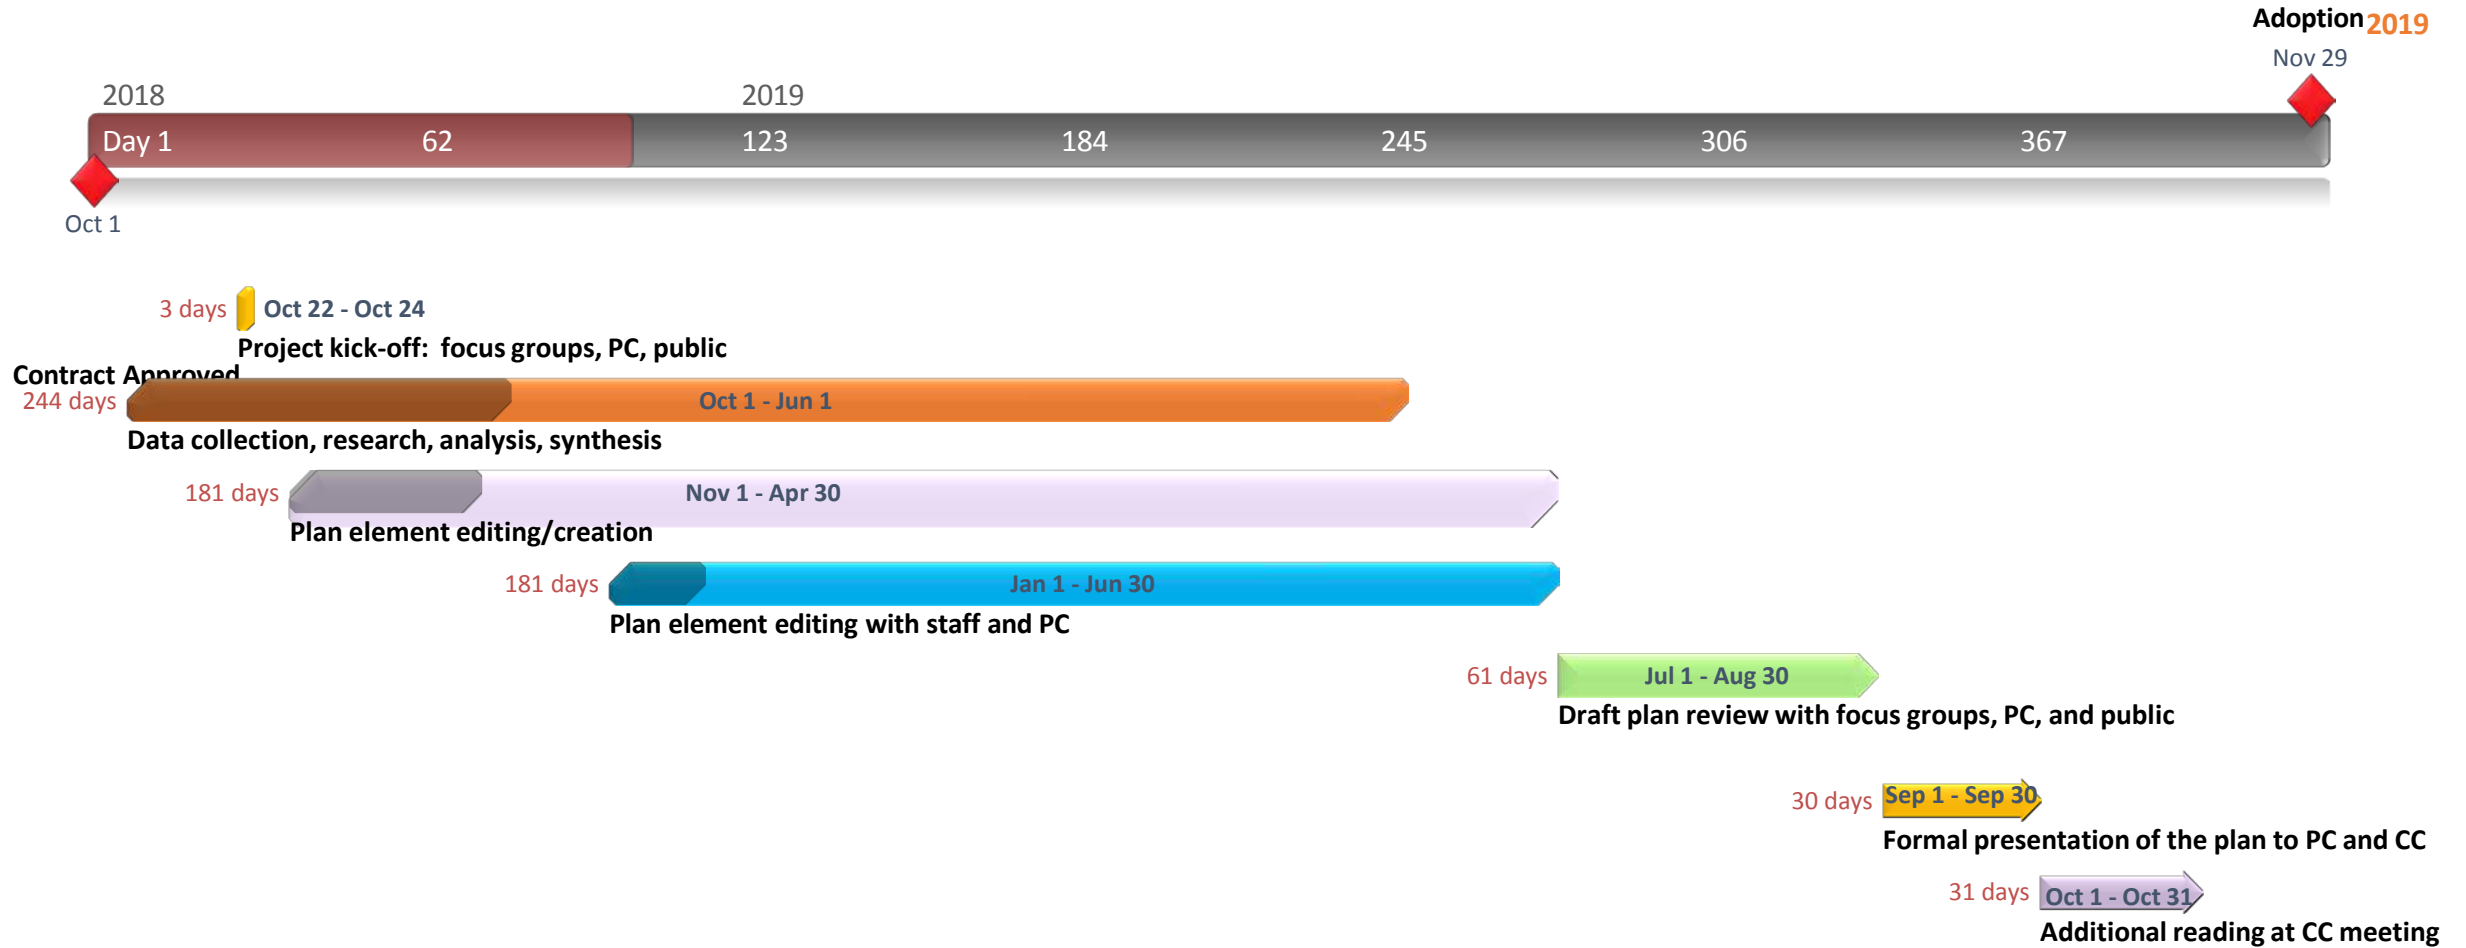 Adoption 2019
Nov 29
2018 2019
Day 1 62 123 184 245 306 367
Oct 1
3 days Oct 22 - Oct 24
Project kick-off: focus groups, PC, public
Contract Approved
244 days Oct 1 - Jun 1
Data collection, research, analysis, synthesis
181 days Nov 1 - Apr 30
Plan element editing/creation
181 days Jan 1 - Jun 30
Plan element editing with staff and PC
61 days Jul 1 - Aug 30
Draft plan review with focus groups, PC, and public
30 days Sep 1 - Sep 30
Formal presentation of the plan to PC and CC
31 days Oct 1 - Oct 31
Additional reading at CC meeting